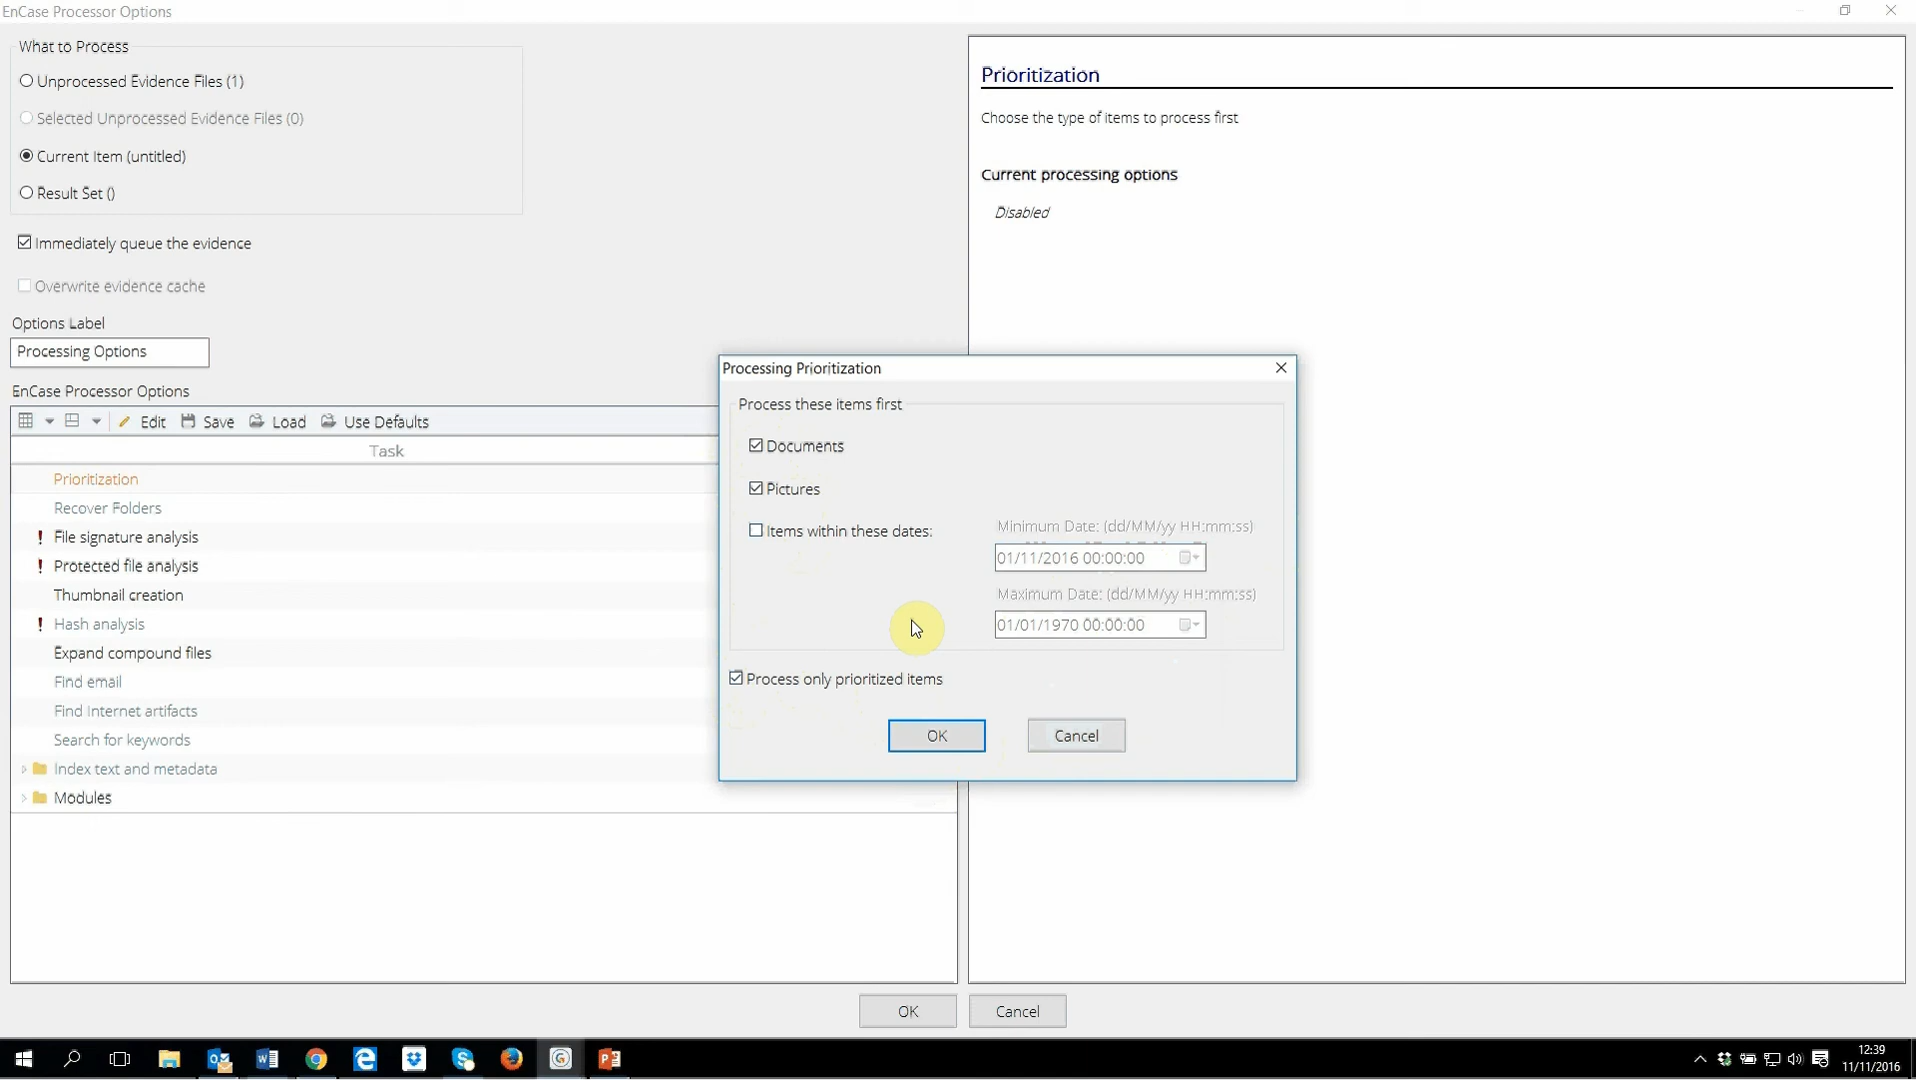 EnCase Processor Options
What to Process
Unprocessed Evidence Files (1)
Selected Unprocessed Evidence Files (0)
Current Item (untitled)
Result Set ()
Immediately queue the evidence
Overwrite evidence cache
Options Label
Processing Options
EnCase Processor Options
Edit Save Load Use Defaults
Task
Prioritization
Recover Folders
! File signature analysis
! Protected file analysis
Thumbnail creation
! Hash analysis
Expand compound files
Find email
Find Internet artifacts
Search for keywords
Index text and metadata
Modules
Prioritization
Choose the type of items to process first
Current processing options
Disabled
Processing Prioritization
Process these items first
Documents
Pictures
Items within these dates:
Minimum Date: (dd/MM/yy HH:mm:ss)
01/11/2016 00:00:00
Maximum Date: (dd/MM/yy HH:mm:ss)
01/01/1970 00:00:00
Process only prioritized items
OK Cancel
OK Cancel
12:39
11/11/2016